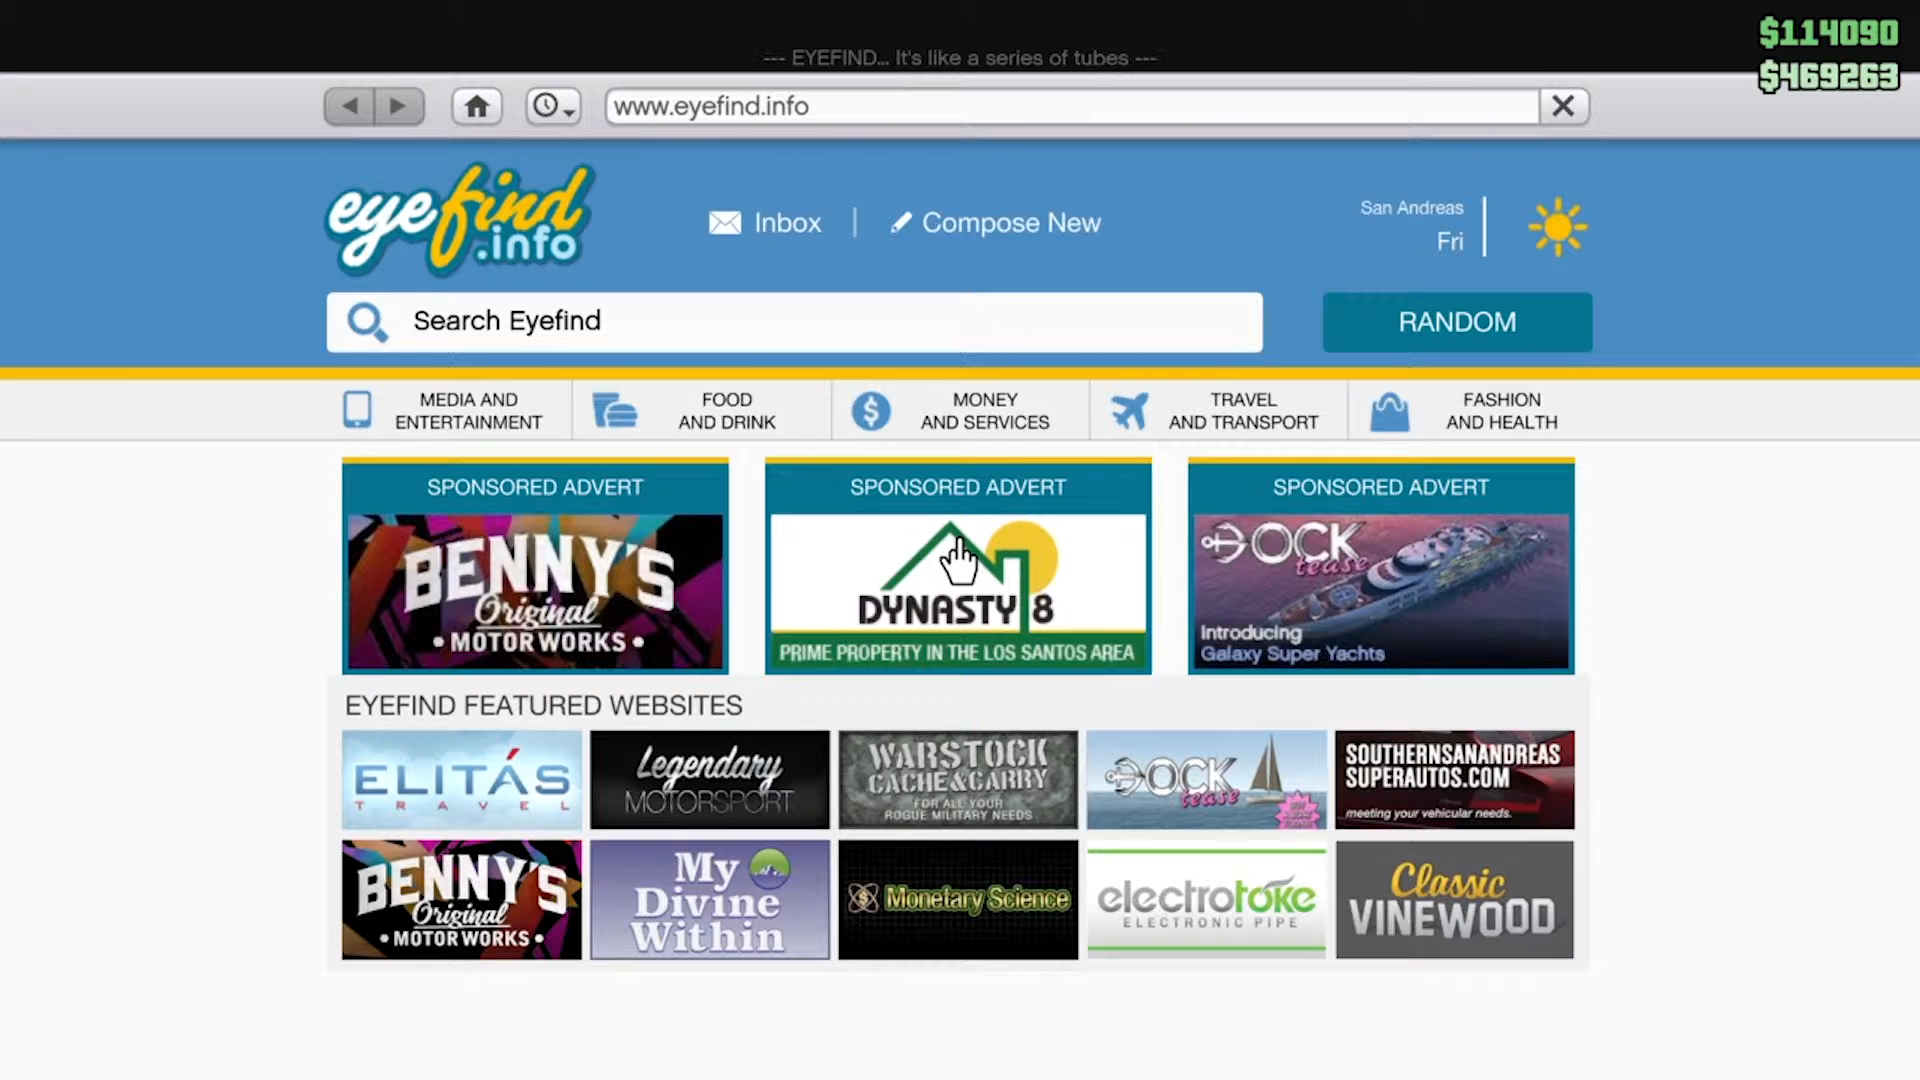 $114090
--- EYEFIND... It's like a series of tubes ---
$469263
www.eyefind.info
eyefind.info
Inbox
Compose New
San Andreas
Fri
Search Eyefind
RANDOM
MEDIA AND
ENTERTAINMENT
FOOD
AND DRINK
MONEY
AND SERVICES
TRAVEL
AND TRANSPORT
FASHION
AND HEALTH
SPONSORED ADVERT
BENNY'S
Original
• MOTOR WORKS •
SPONSORED ADVERT
DYNASTY 8
PRIME PROPERTY IN THE LOS SANTOS AREA
SPONSORED ADVERT
DOCK
tease
Introducing
Galaxy Super Yachts
EYEFIND FEATURED WEBSITES
ELITÁS
TRAVEL
Legendary
MOTORSPORT
WARSTOCK
CACHE & CARRY
FOR ALL YOUR
ROGUE MILITARY NEEDS
DOCK
tease
SOUTHERNSANANDREAS
SUPERAUTOS.COM
meeting your vehicular needs.
BENNY'S
Original
• MOTOR WORKS •
My
Divine
Within
Monetary Science
electrotoke
ELECTRONIC PIPE
Classic
VINEWOOD